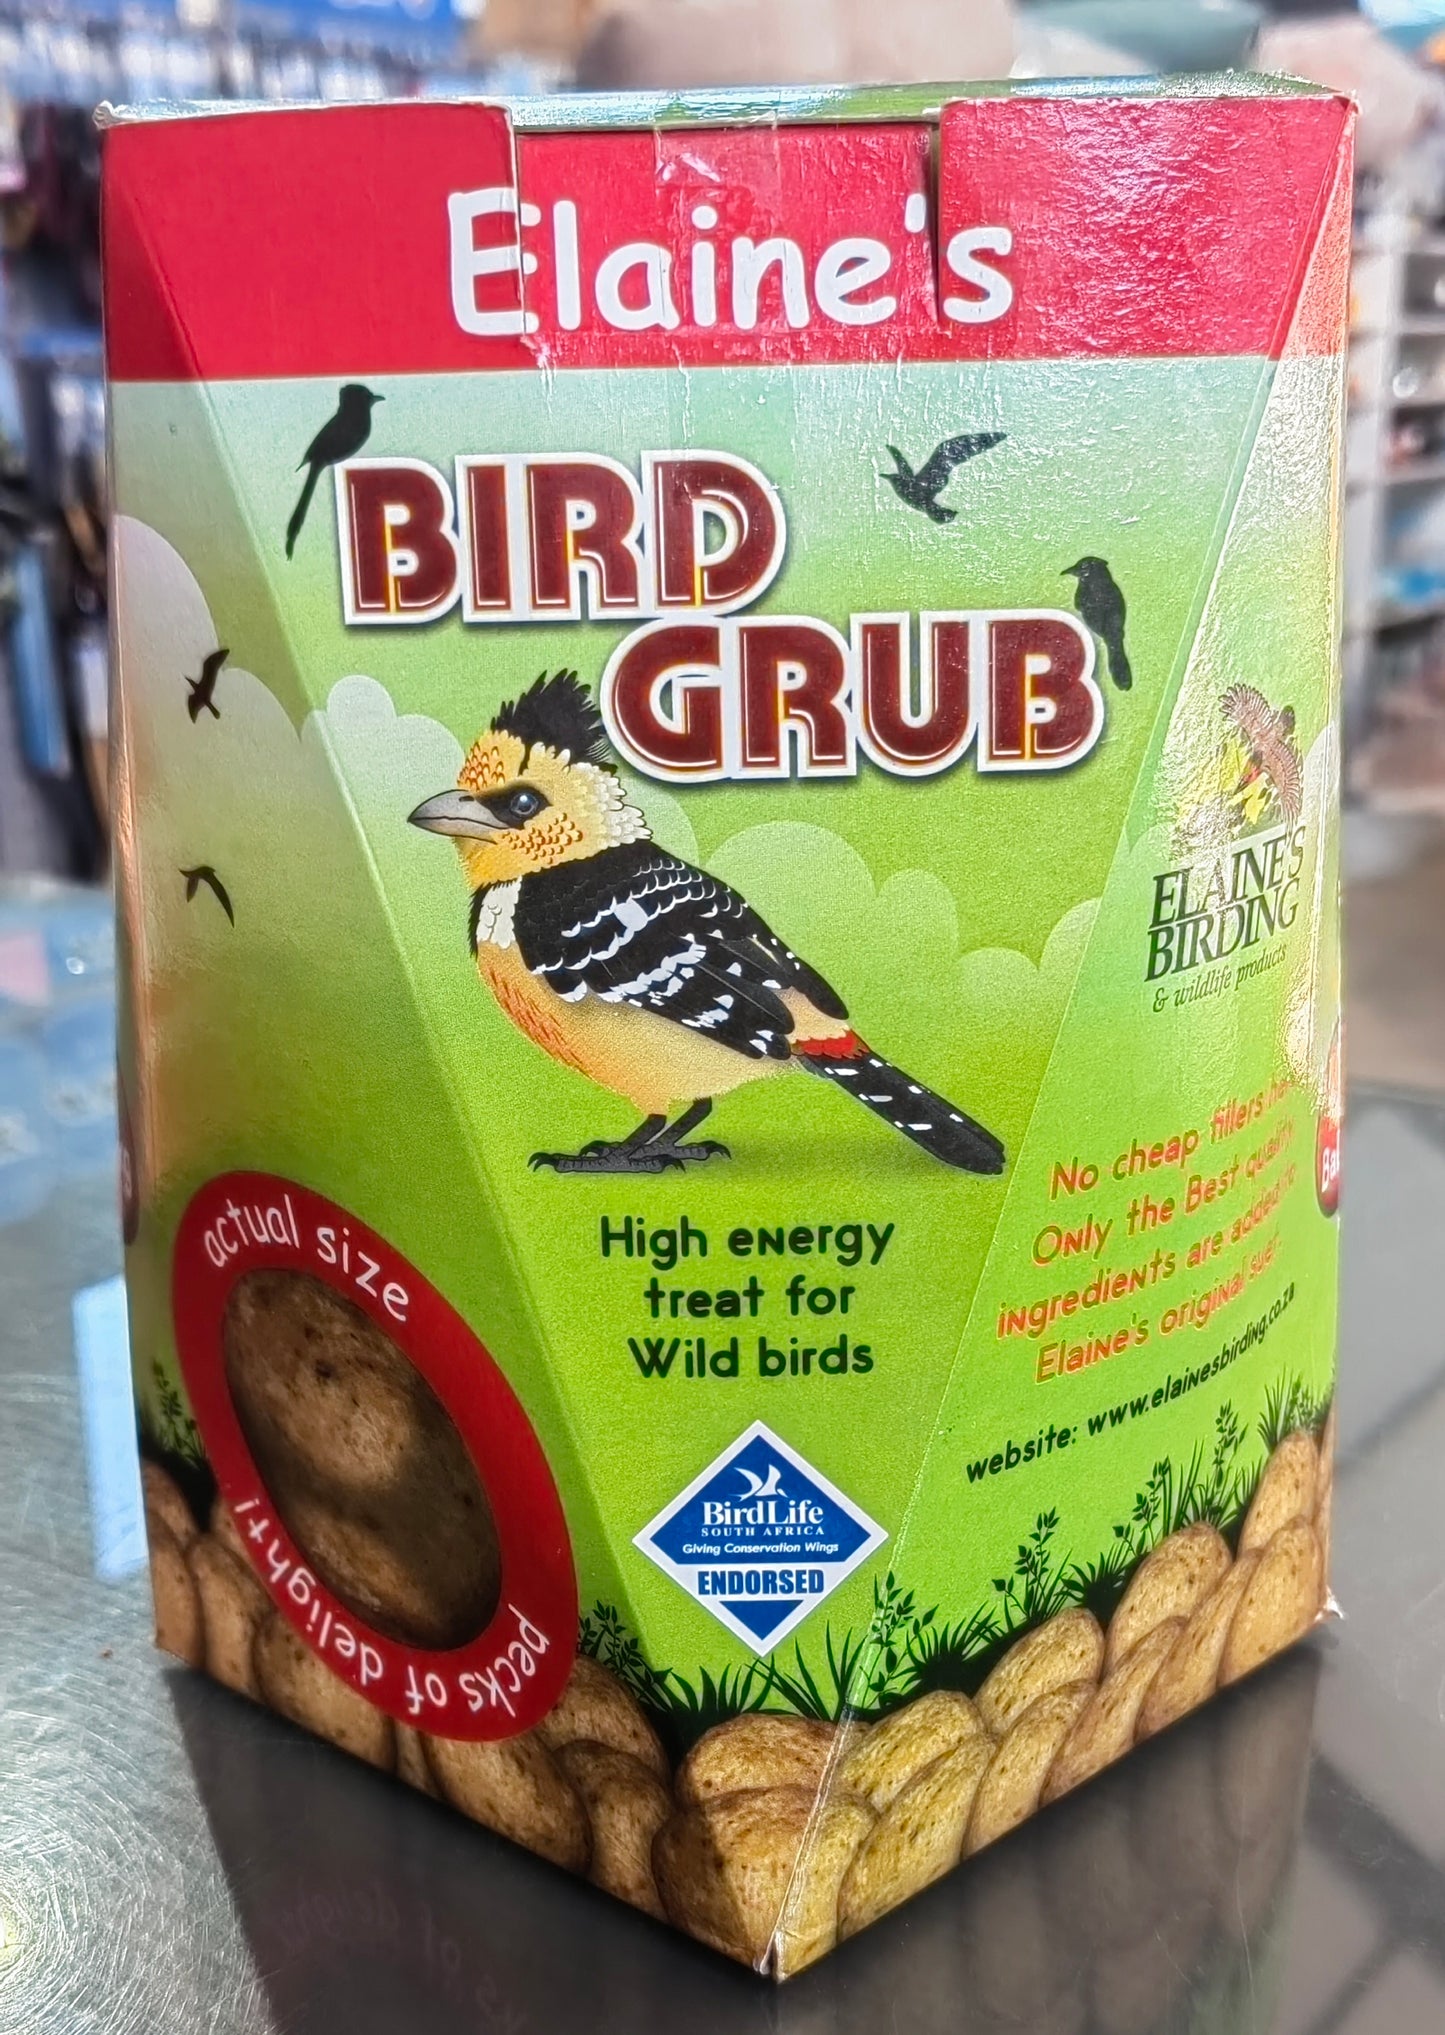 Elaine's
BIRD
GRUB
ELAINE'S
BIRDING
& wildlife products
No cheap fillers
Only the Best quality
ingredients are added to
Elaine's original suet.
website: www.elainesbirding.co.za
High energy
treat for
Wild birds
actual size
pecks of delight!
BirdLife
SOUTH AFRICA
Giving Conservation Wings
ENDORSED